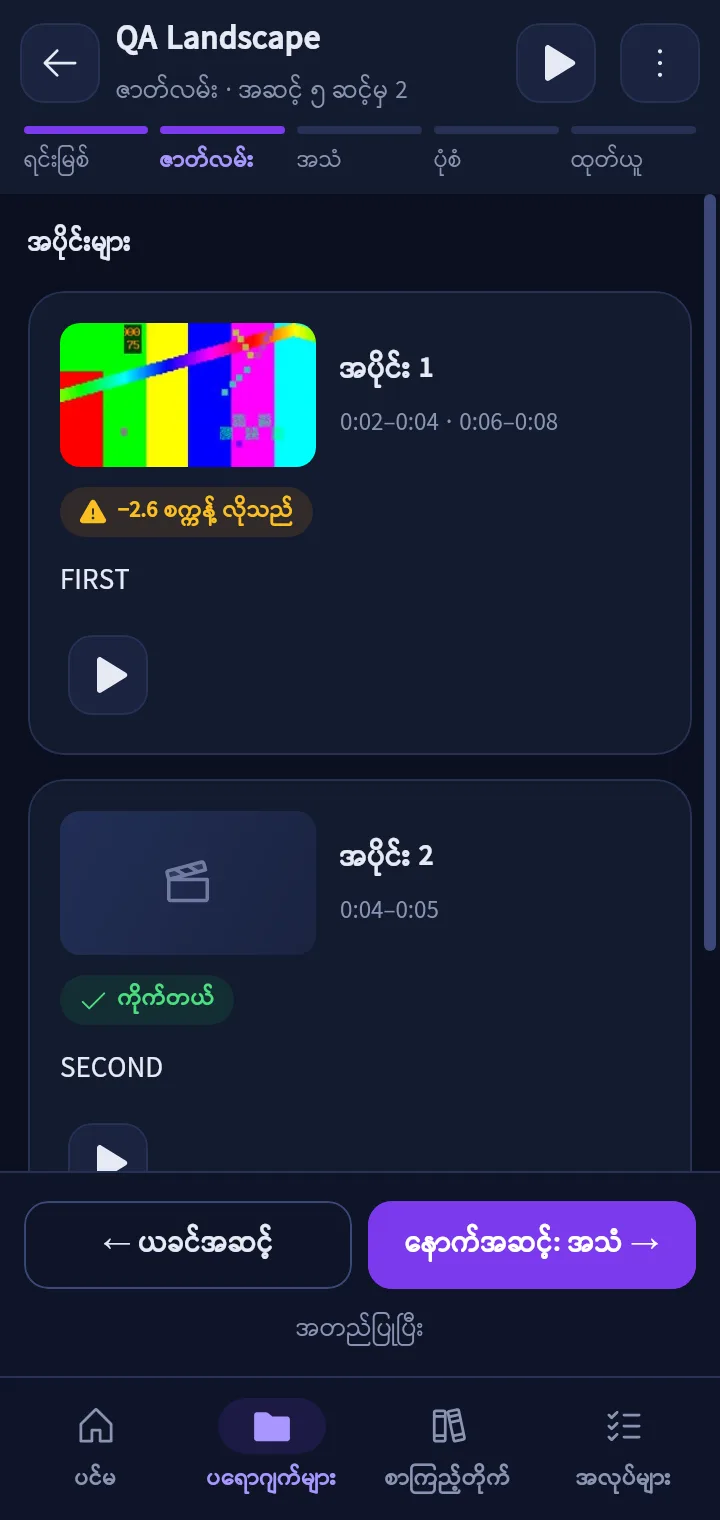 QA Landscape
ဇာတ်လမ်း · အဆင့် ၅ ဆင့်မှ 2
ရင်းမြစ်
ဇာတ်လမ်း
အသံ
ပုံစံ
ထုတ်ယူ
အပိုင်းများ
အပိုင်း 1
0:02–0:04 · 0:06–0:08
−2.6 စက္ကန့် လိုသည်
FIRST
အပိုင်း 2
0:04–0:05
ကိုက်တယ်
SECOND
← ယခင်အဆင့်
နောက်အဆင့်: အသံ →
အတည်ပြုပြီး
ပင်မ
ပရောဂျက်များ
စာကြည့်တိုက်
အလုပ်များ